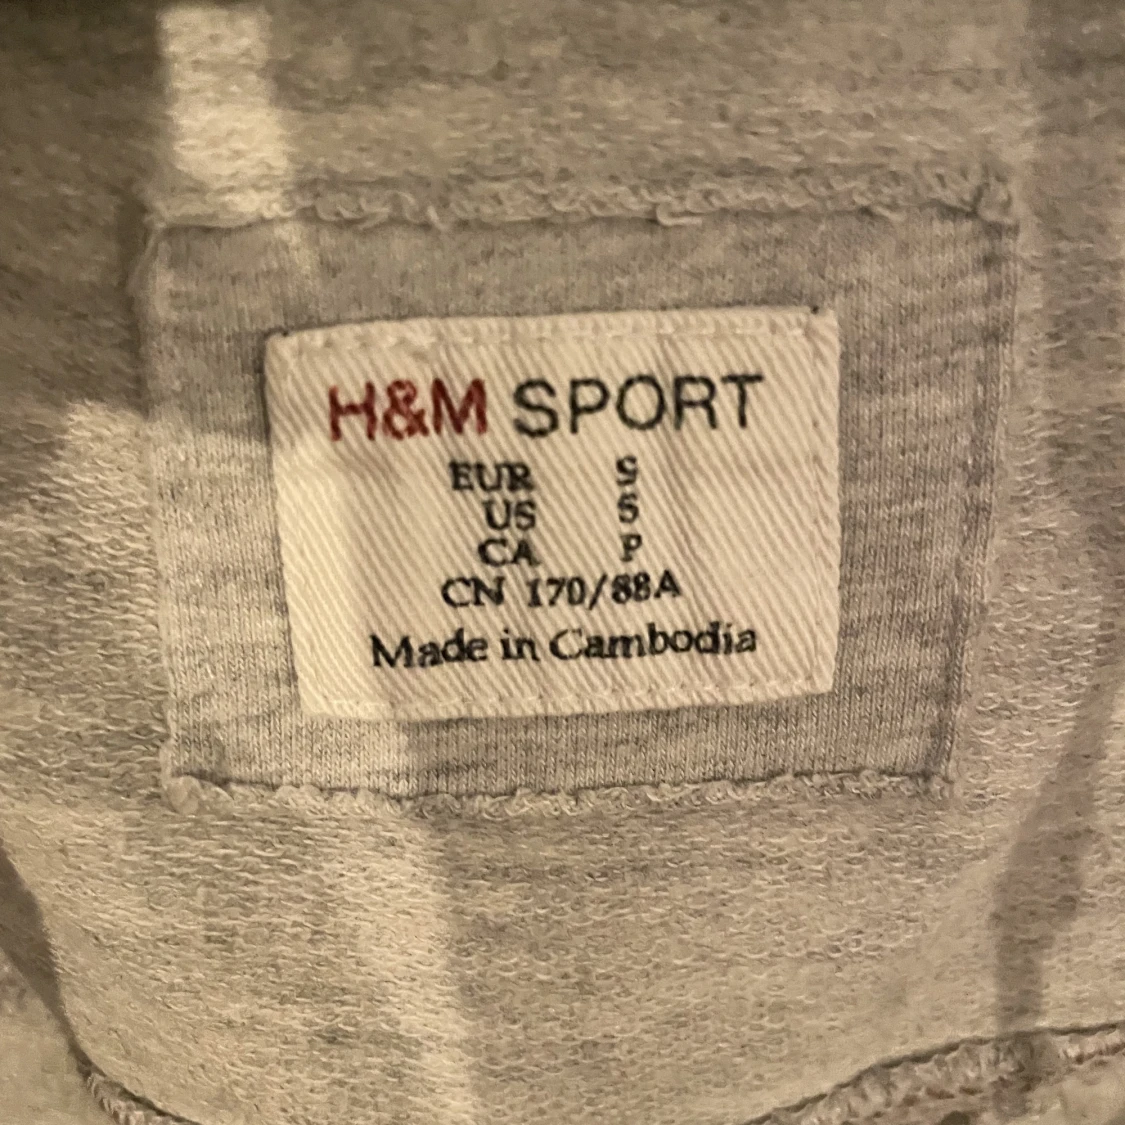 H&M SPORT
EUR S
US S
CA P
CN 170/88A
Made in Cambodia